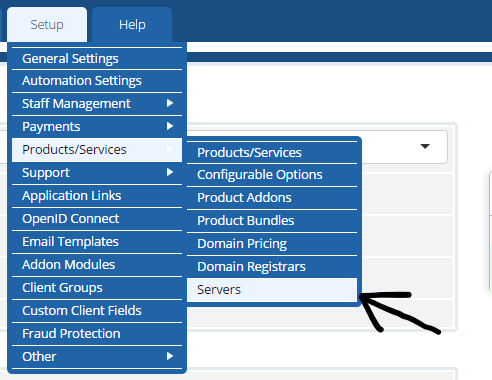 Setup
Help
General Settings
Automation Settings
Staff Management
Payments
Products/Services
Support
Application Links
OpenID Connect
Email Templates
Addon Modules
Client Groups
Custom Client Fields
Fraud Protection
Other
Products/Services
Configurable Options
Product Addons
Product Bundles
Domain Pricing
Domain Registrars
Servers